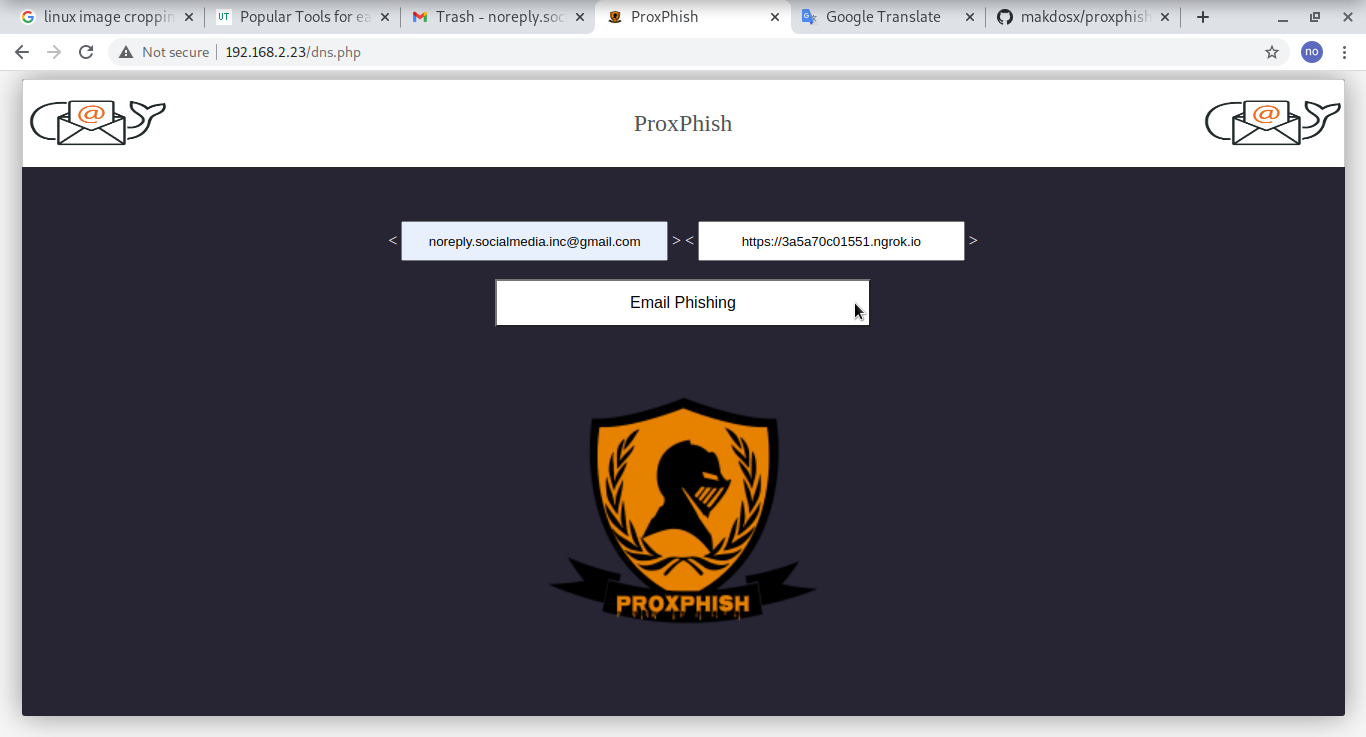 linux image croppin
Popular Tools for ea
Trash - noreply.soc
ProxPhish
Google Translate
makdosx/proxphish
Not secure 192.168.2.23/dns.php
no
@ ProxPhish @
< noreply.socialmedia.inc@gmail.com > < https://3a5a70c01551.ngrok.io >
Email Phishing
PROXPHISH